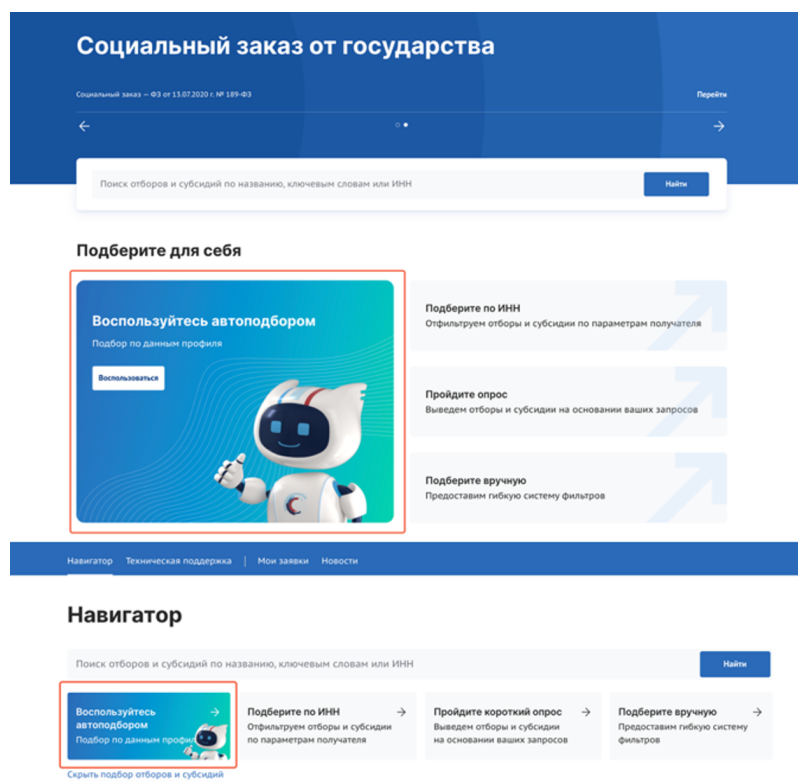 Социальный заказ от государства
Социальный заказ — ФЗ от 13.07.2020 г. № 189-ФЗ
Перейти
Поиск отборов и субсидий по названию, ключевым словам или ИНН
Найти
Подберите для себя
Воспользуйтесь автоподбором
Подбор по данным профиля
Воспользоваться
Подберите по ИНН
Отфильтруем отборы и субсидии по параметрам получателя
Пройдите опрос
Выведем отборы и субсидии на основании ваших запросов
Подберите вручную
Предоставим гибкую систему фильтров
Навигатор Техническая поддержка | Мои заявки Новости
Навигатор
Поиск отборов и субсидий по названию, ключевым словам или ИНН
Найти
Воспользуйтесь
автоподбором
Подбор по данным профил
Подберите по ИНН
Отфильтруем отборы и субсидии
по параметрам получателя
Пройдите короткий опрос
Выведем отборы и субсидии
на основании ваших запросов
Подберите вручную
Предоставим гибкую систему
фильтров
Скрыть подбор отборов и субсидий